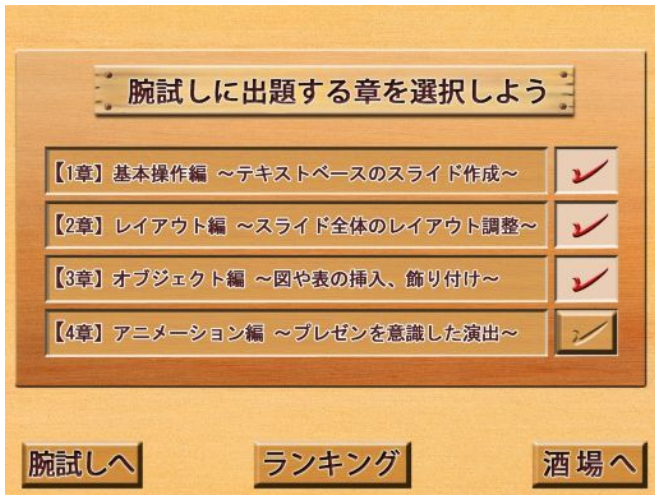 腕試しに出題する章を選択しよう
【1章】基本操作編 ～テキストベースのスライド作成～
【2章】レイアウト編 ～スライド全体のレイアウト調整～
【3章】オブジェクト編 ～図や表の挿入、飾り付け～
【4章】アニメーション編 ～プレゼンを意識した演出～
腕試しへ
ランキング
酒場へ